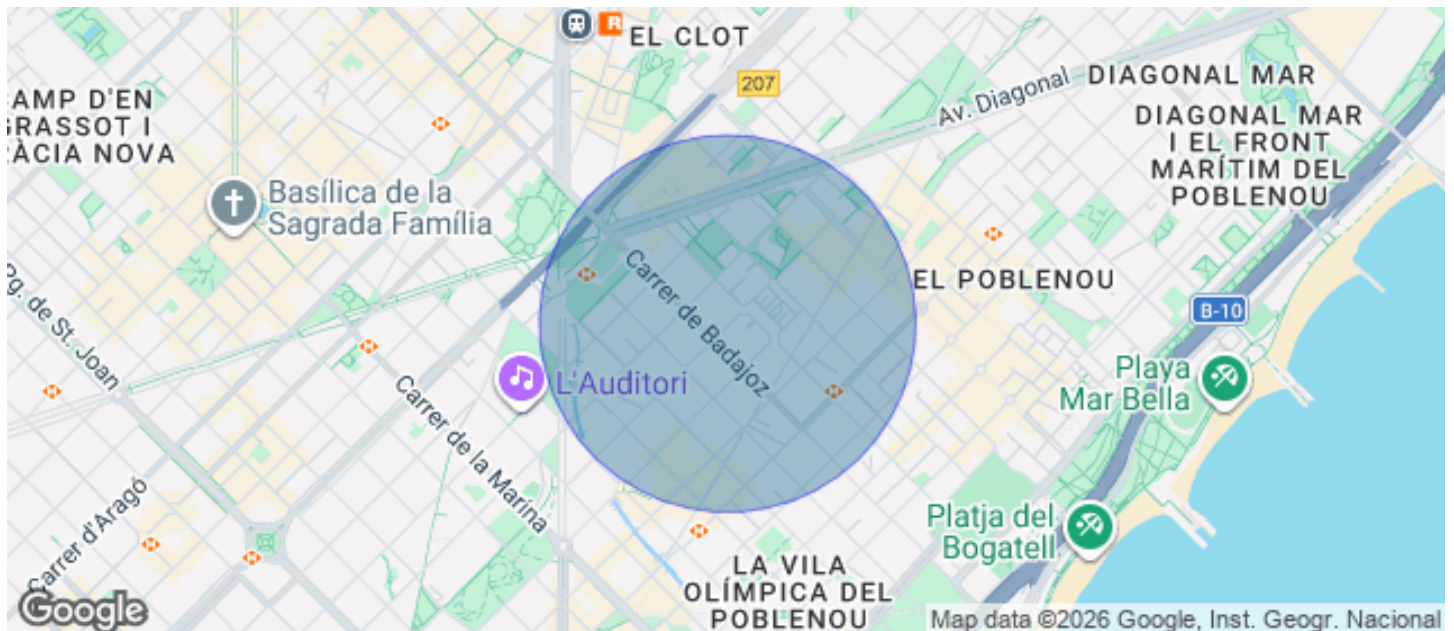 R
EL CLOT
207
DIAGONAL MAR
Av. Diagonal
DIAGONAL MAR
I EL FRONT
MARÍTIM DEL
POBLENOU
AMP D'EN
GRASSOT I
RÀCIA NOVA
Basílica de la
Sagrada Família
Carrer de Badajoz
EL POBLENOU
B-10
Pg. de St. Joan
L'Auditori
Playa
Mar Bella
Carrer de la Marina
Carrer d'Aragó
Platja del
Bogatell
LA VILA
OLÍMPICA DEL
POBLENOU
Google
Map data ©2026 Google, Inst. Geogr. Nacional